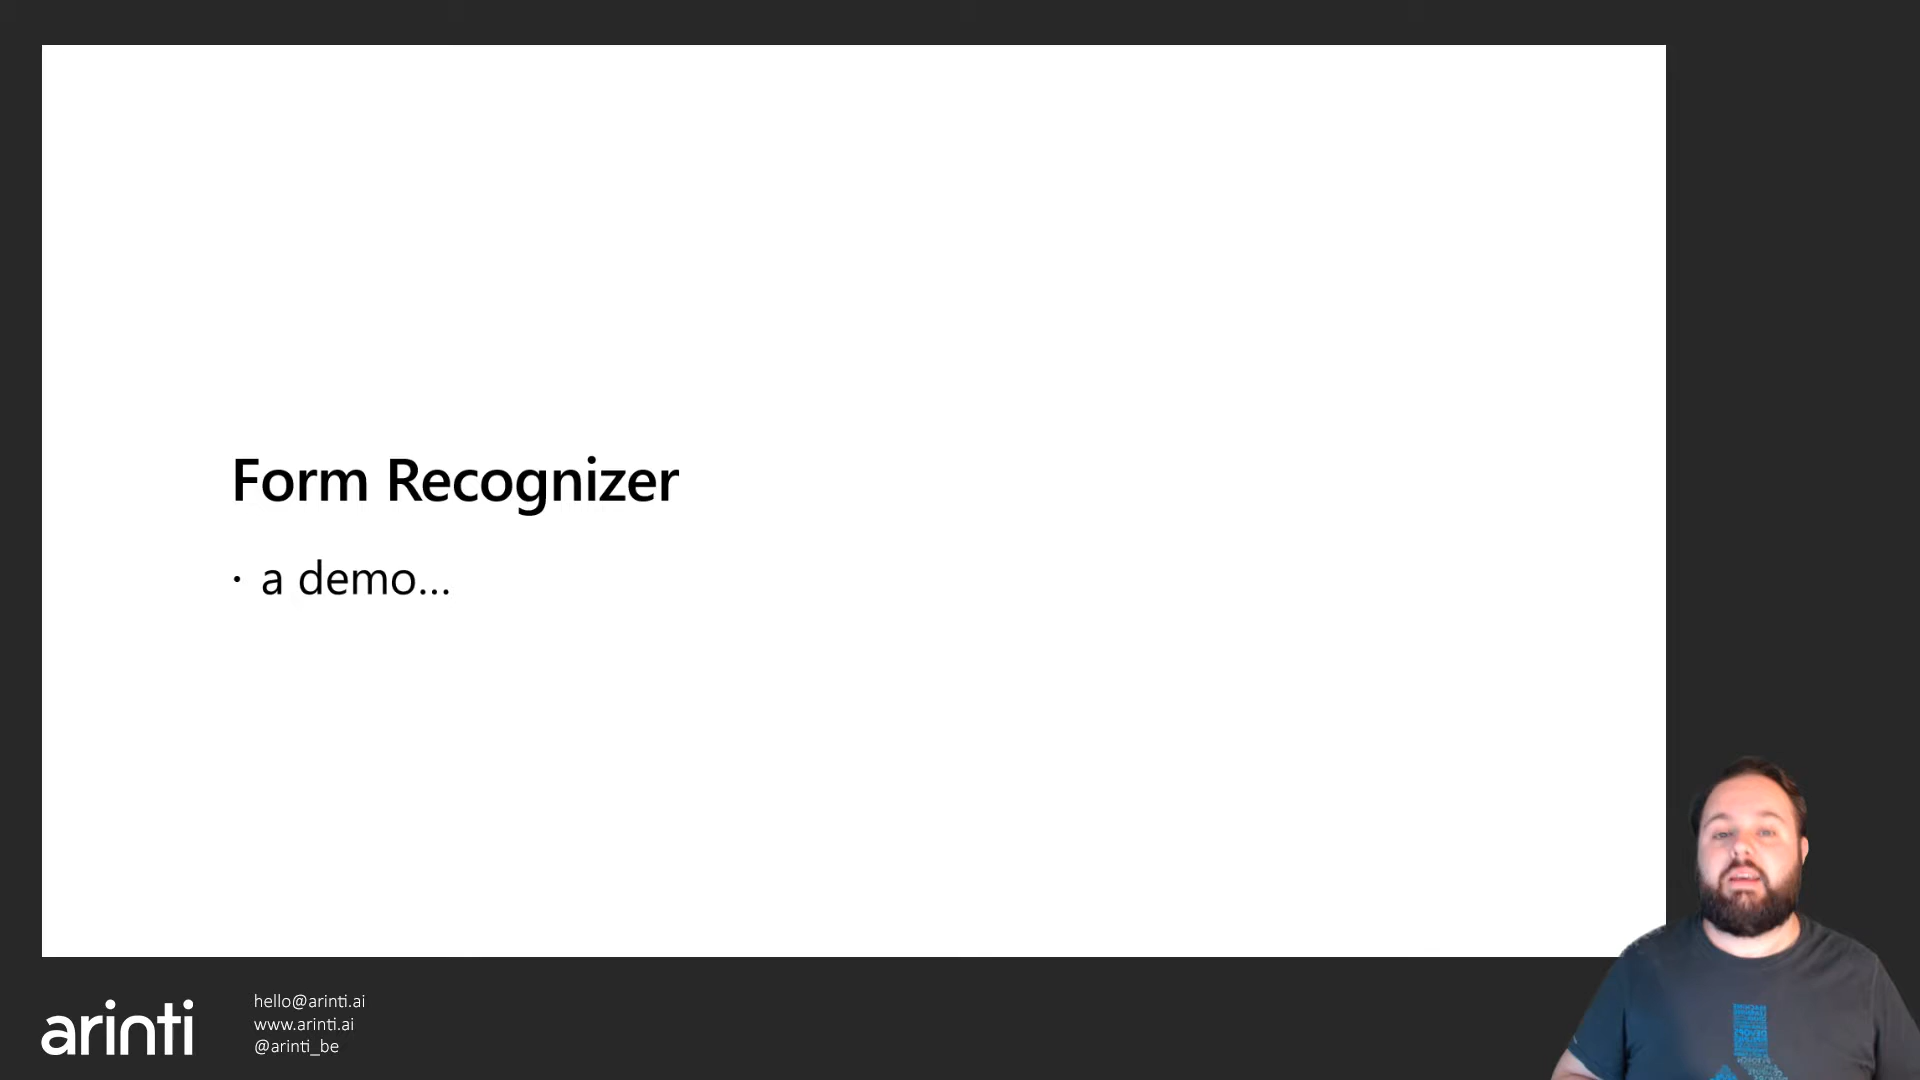 Form Recognizer
• a demo...
arinti
hello@arinti.ai
www.arinti.ai
@arinti_be